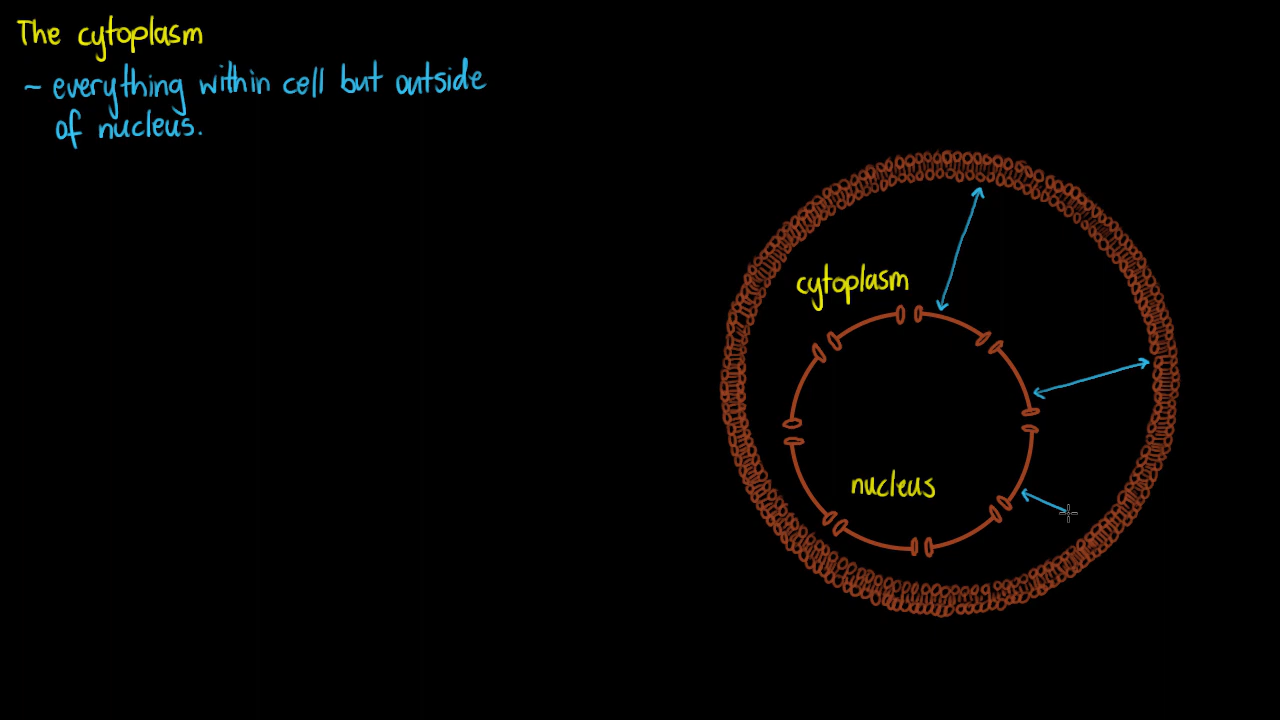 The cytoplasm
~ everything within cell but outside
of nucleus.
cytoplasm
nucleus